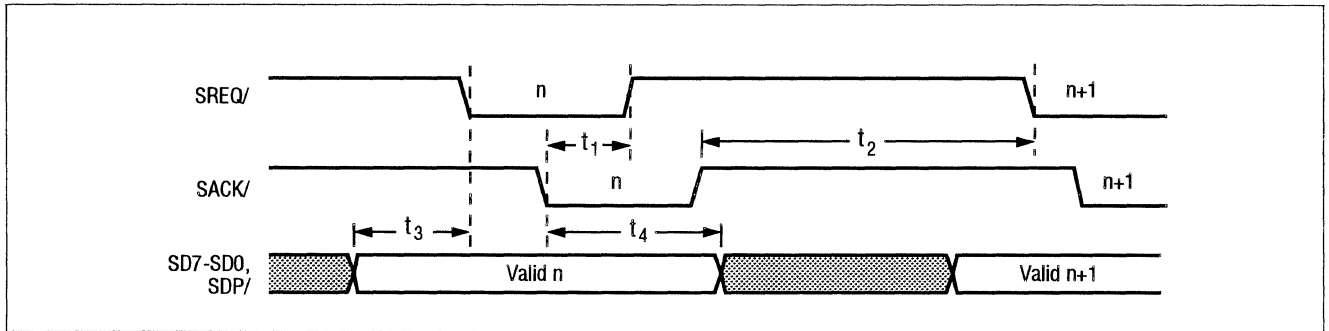 SREQ/
n
n+1
t1
t2
SACK/
n
n+1
t3
t4
SD7-SD0,
SDP/
Valid n
Valid n+1